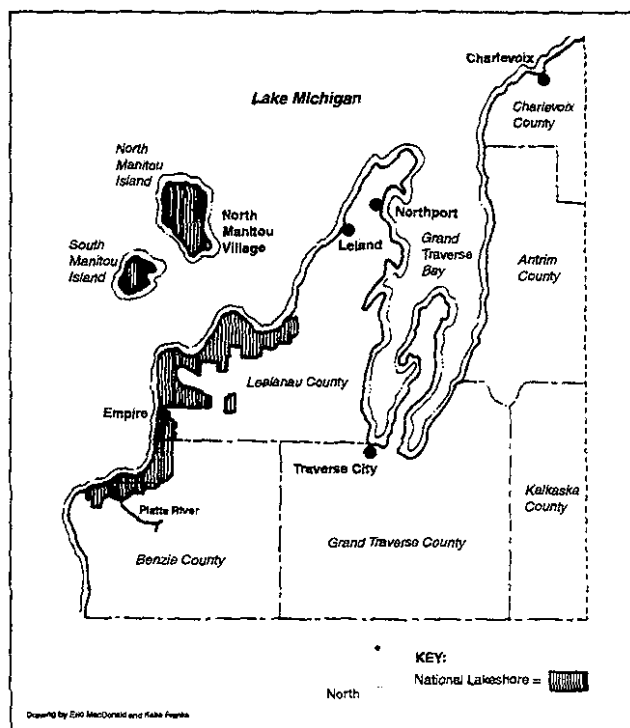 Charlevoix
Lake Michigan
Charlevoix
County
North
Manitou
Island
North
Manitou
Village
Northport
Leland
South
Manitou
Island
Grand
Traverse
Bay
Antrim
County
Leelanau County
Empire
Traverse City
Kalkaska
County
Platte River
Benzie County
Grand Traverse County
KEY:
North
National Lakeshore =
Drawing by Eric MacDonald and